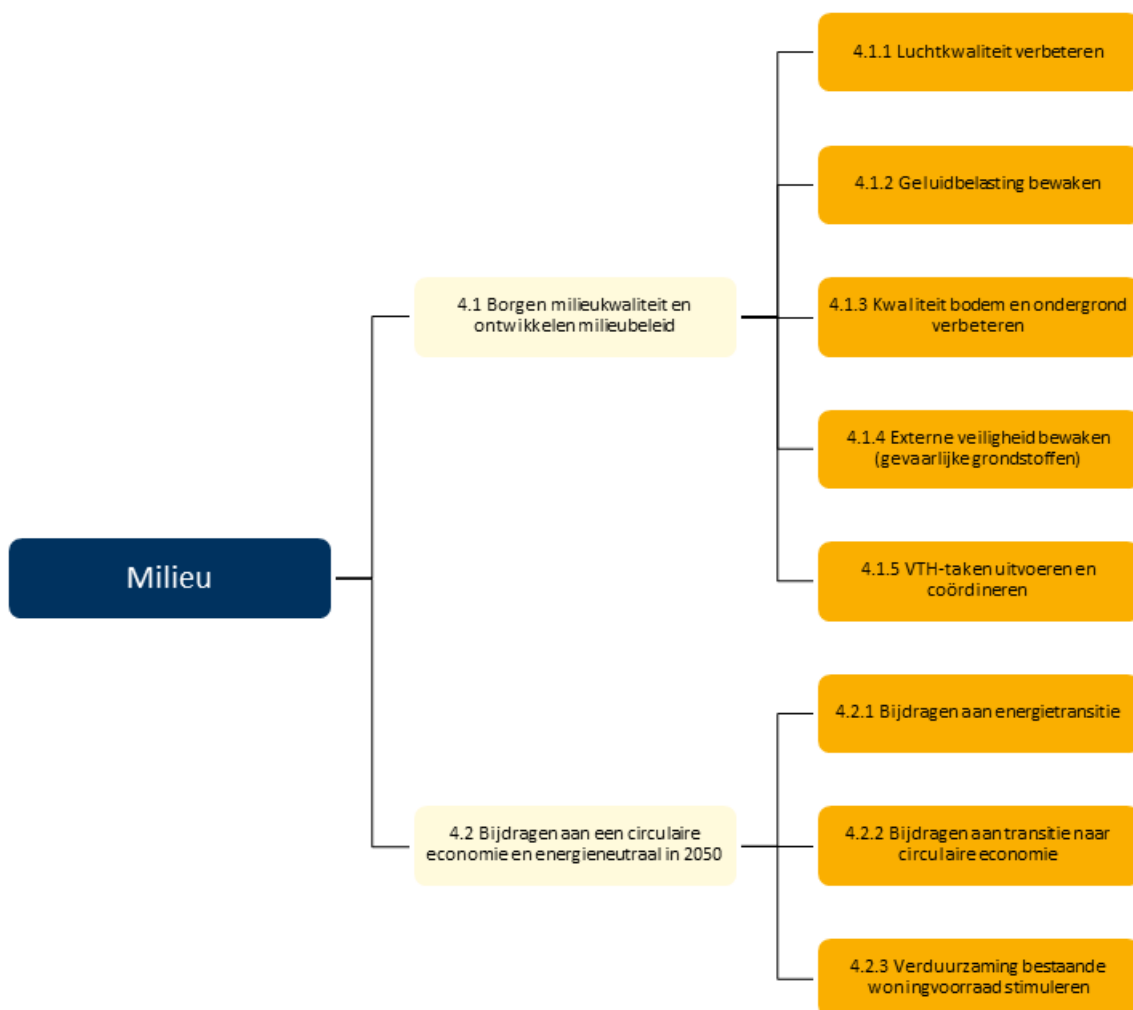 4.1.1 Luchtkwaliteit verbeteren
4.1.2 Geluidbelasting bewaken
4.1 Borgen milieukwaliteit en
ontwikkelen milieubeleid
4.1.3 Kwaliteit bodem en ondergrond
verbeteren
4.1.4 Externe veiligheid bewaken
(gevaarlijke grondstoffen)
Milieu
4.1.5 VTH-taken uitvoeren en
coördineren
4.2.1 Bijdragen aan energietransitie
4.2 Bijdragen aan een circulaire
economie en energieneutraal in 2050
4.2.2 Bijdragen aan transitie naar
circulaire economie
4.2.3 Verduurzaming bestaande
woningvoorraad stimuleren